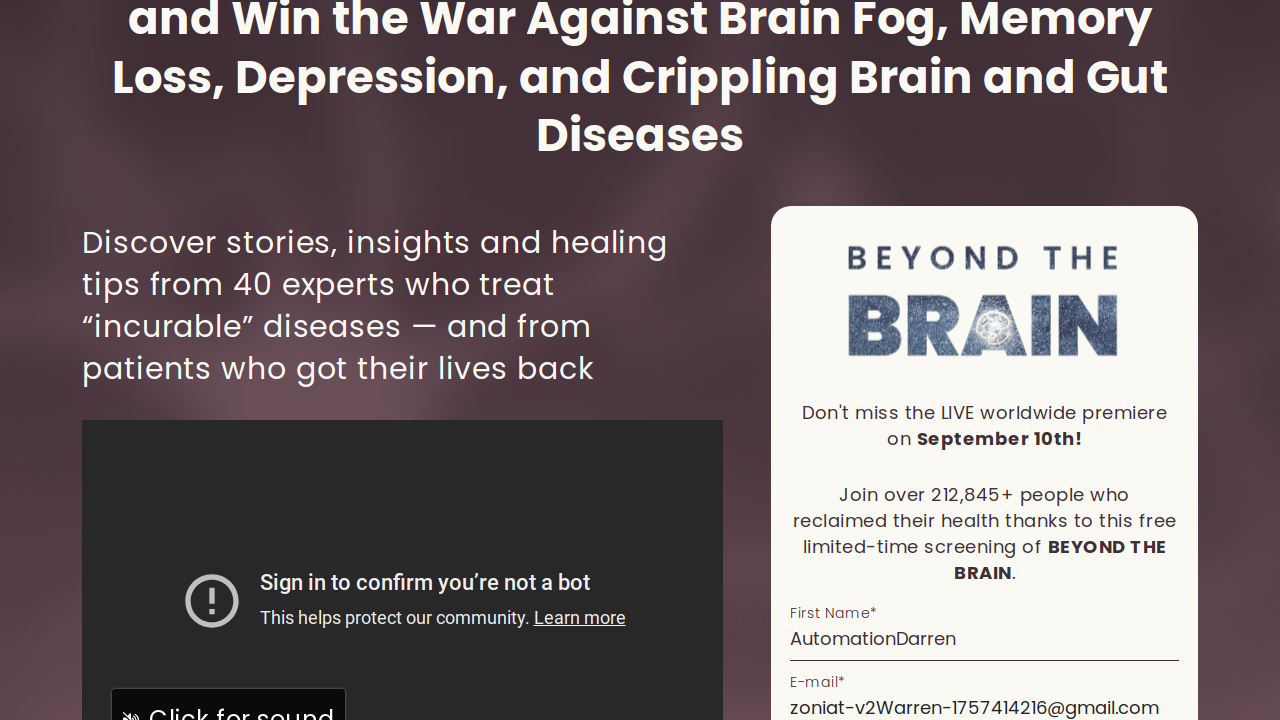 and Win the War Against Brain Fog, Memory
Loss, Depression, and Crippling Brain and Gut
Diseases
Discover stories, insights and healing
tips from 40 experts who treat
“incurable” diseases — and from
patients who got their lives back
Sign in to confirm you’re not a bot
This helps protect our community. Learn more
Click for sound
BEYOND THE
BRAIN
Don't miss the LIVE worldwide premiere
on September 10th!
Join over 212,845+ people who
reclaimed their health thanks to this free
limited-time screening of BEYOND THE
BRAIN.
First Name*
AutomationDarren
E-mail*
zoniat-v2Warren-1757414216@gmail.com